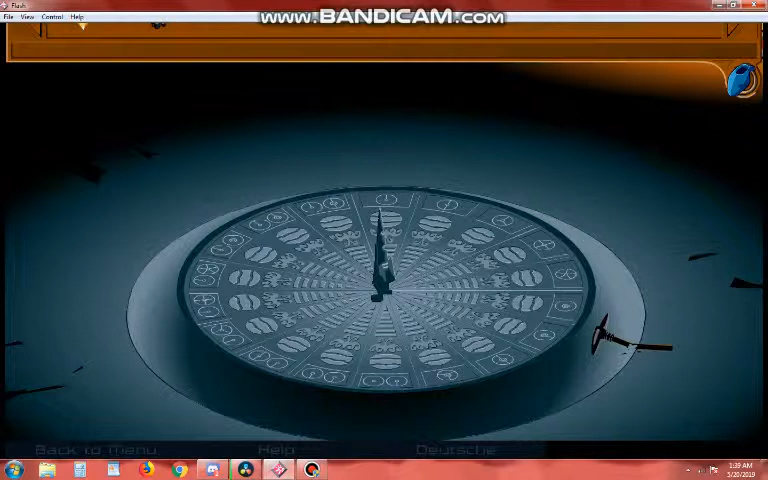 Flash
www.BANDICAM.com
File View Control Help
Back to menu Help Deutsche
1:39 AM
5/20/2019